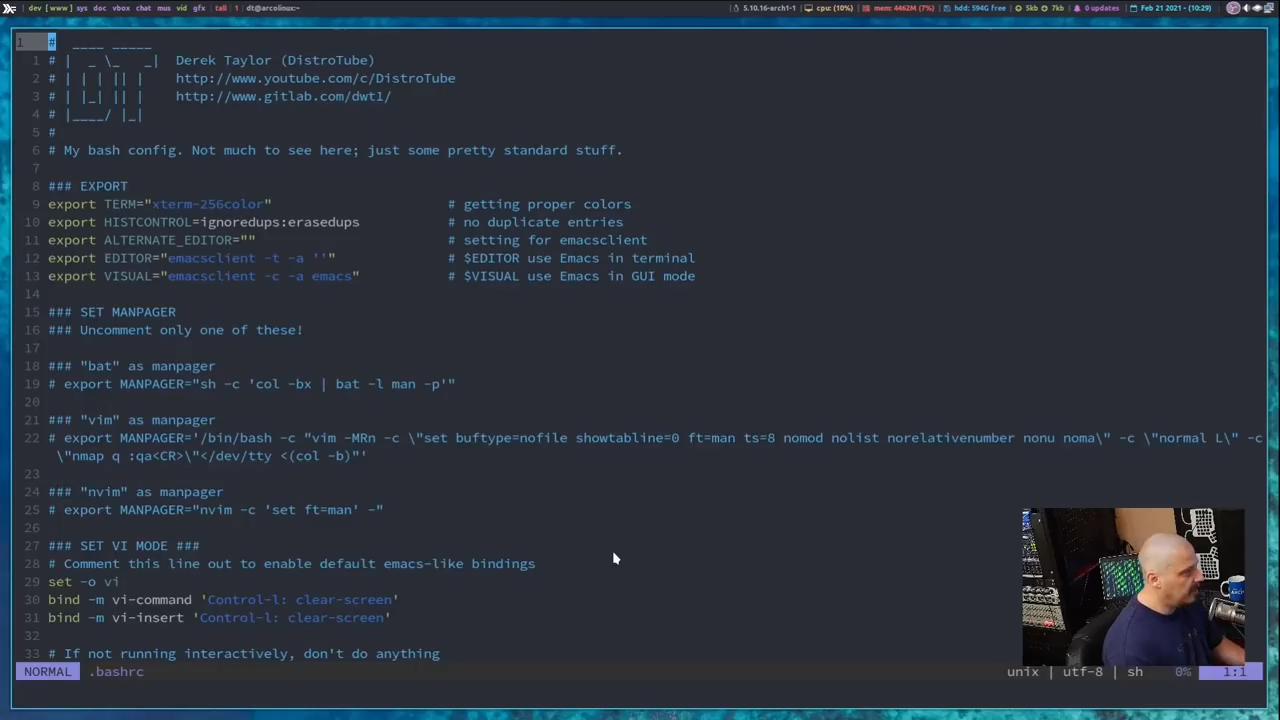 dev [ www ] sys doc vbox chat mus vid gfx | tall | 1 | dt@arcolinux:~ 5.10.16-arch1-1 | cpu: (10%) | mem: 4462M (7%) | hdd: 594G free | 5kb 7kb | 0 updates | Feb 21 2021 - (10:29)
1 #  ____ _____
1 # |  _ \_   _|  Derek Taylor (DistroTube)
2 # | | | || |    http://www.youtube.com/c/DistroTube
3 # | |_| || |    http://www.gitlab.com/dwt1/
4 # |____/ |_|
5 #
6 # My bash config. Not much to see here; just some pretty standard stuff.
7
8 ### EXPORT
9 export TERM="xterm-256color"                      # getting proper colors
10 export HISTCONTROL=ignoredups:erasedups           # no duplicate entries
11 export ALTERNATE_EDITOR=""                        # setting for emacsclient
12 export EDITOR="emacsclient -t -a ''"              # $EDITOR use Emacs in terminal
13 export VISUAL="emacsclient -c -a emacs"           # $VISUAL use Emacs in GUI mode
14
15 ### SET MANPAGER
16 ### Uncomment only one of these!
17
18 ### "bat" as manpager
19 # export MANPAGER="sh -c 'col -bx | bat -l man -p'"
20
21 ### "vim" as manpager
22 # export MANPAGER='/bin/bash -c "vim -MRn -c \"set buftype=nofile showtabline=0 ft=man ts=8 nomod nolist norelativenumber nonu noma\" -c \"normal L\" -c
\"nmap q :qa<CR>\"</dev/tty <(col -b)"'
23
24 ### "nvim" as manpager
25 # export MANPAGER="nvim -c 'set ft=man' -"
26
27 ### SET VI MODE ###
28 # Comment this line out to enable default emacs-like bindings
29 set -o vi
30 bind -m vi-command 'Control-l: clear-screen'
31 bind -m vi-insert 'Control-l: clear-screen'
32
33 # If not running interactively, don't do anything
NORMAL .bashrc unix | utf-8 | sh 0% 1:1